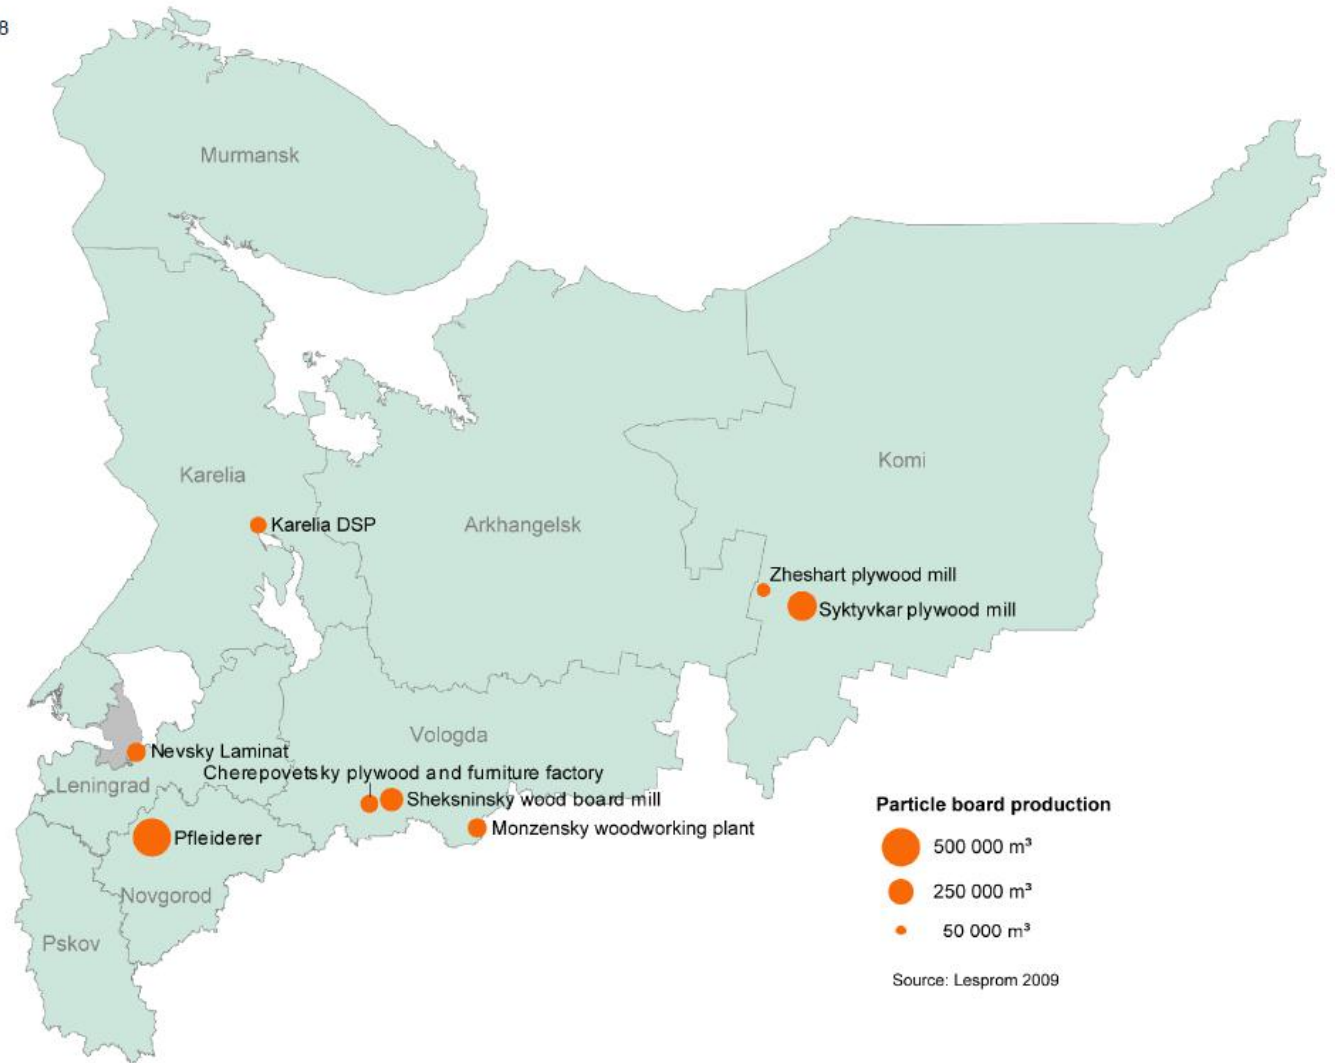 8
Murmansk
Karelia
Komi
Karelia DSP
Arkhangelsk
Zheshart plywood mill
Syktyvkar plywood mill
Vologda
Nevsky Laminat
Cherepovetsky plywood and furniture factory
Leningrad
Sheksninsky wood board mill
Monzensky woodworking plant
Pfleiderer
Novgorod
Pskov
Particle board production
500 000 m³
250 000 m³
50 000 m³
Source: Lesprom 2009